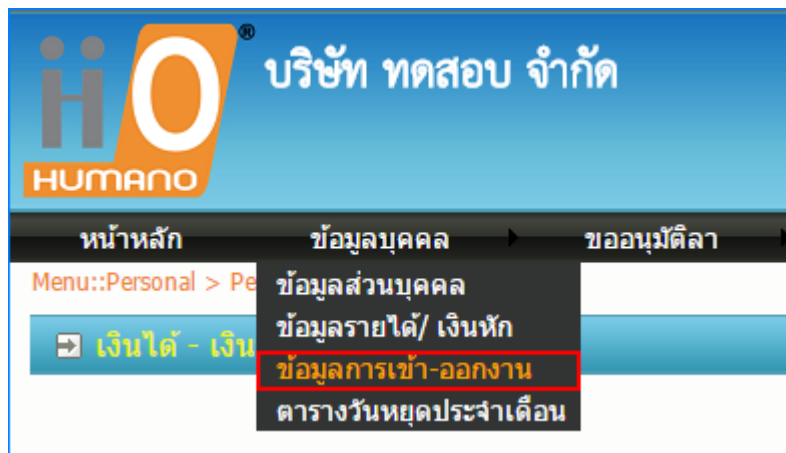 HO®
HUMANO
บริษัท ทดสอบ จำกัด
หน้าหลัก ข้อมูลบุคคล ขออนุมัติลา
Menu::Personal > Pe
ข้อมูลส่วนบุคคล
ข้อมูลรายได้/ เงินหัก
เงินได้ - เงิน
ข้อมูลการเข้า-ออกงาน
ตารางวันหยุดประจำเดือน